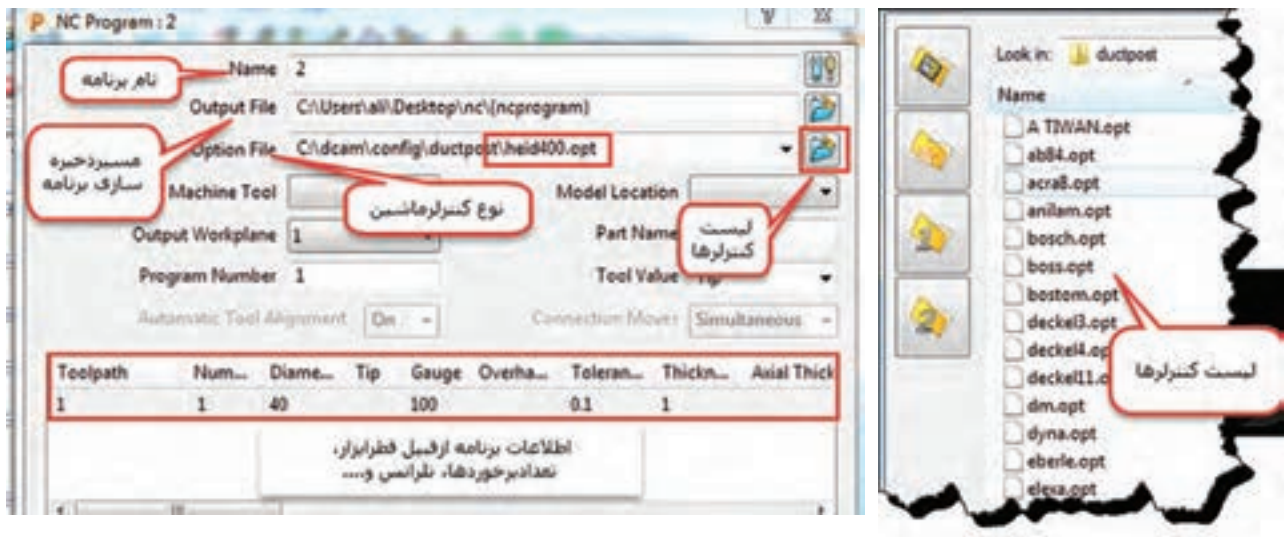 NC Program : 2
نام برنامه
Name 2
Output File C:\Users\ali\Desktop\nc\{ncprogram}
Option File C:\dcam\config\ductpost\heid400.opt
مسیرذخیره
سازی برنامه
Machine Tool
Model Location
نوع کنترلرماشین
لیست
کنترلرها
Output Workplane 1
Part Name
Program Number 1
Tool Value
Automatic Tool Alignment On
Connection Moves Simultaneous
Toolpath Num... Diame... Tip Gauge Overha... Toleran... Thickn... Axial Thick
1 1 40 100 0.1 1
اطلاعات برنامه ازقبیل قطرابزار،
تعدادبرخوردها، تلرانس و....
Look in: ductpost
Name
A TIWAN.opt
ab84.opt
acra8.opt
anilam.opt
bosch.opt
boss.opt
bostom.opt
deckel3.opt
deckel4.op
deckel11.o
dm.opt
dyna.opt
eberle.opt
elexa.opt
لیست کنترلرها